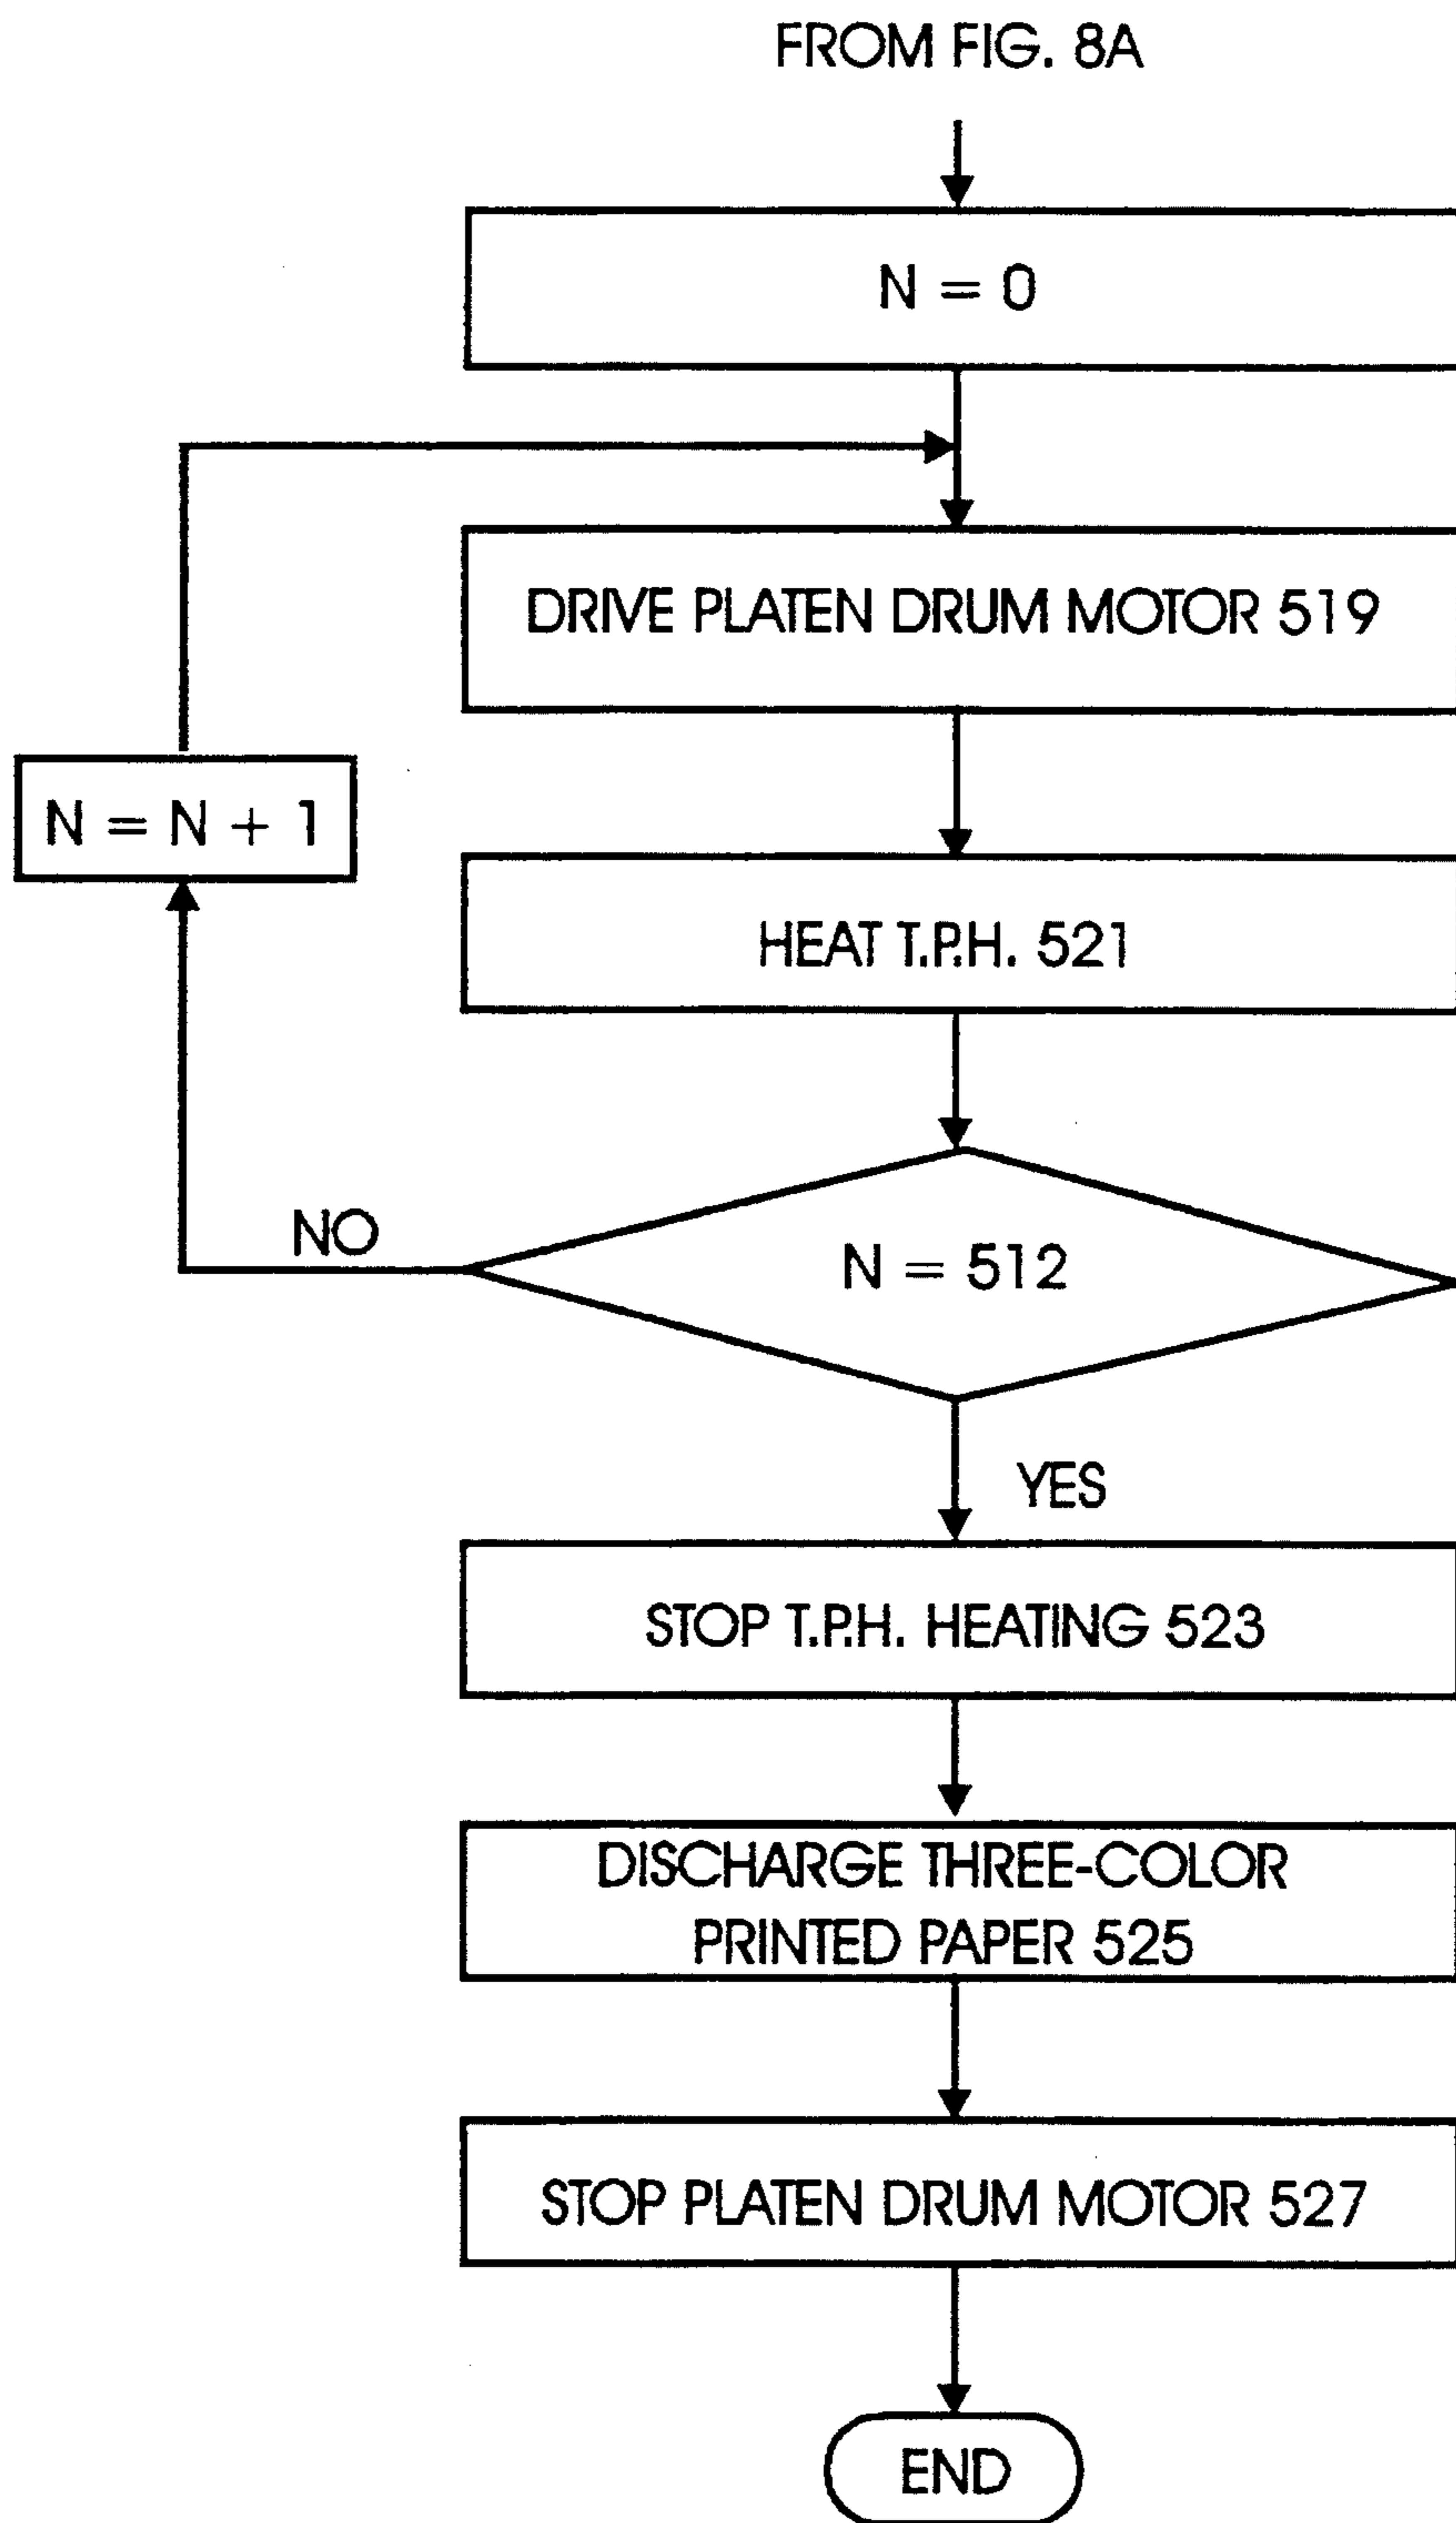 FROM FIG. 8A
N = 0
DRIVE PLATEN DRUM MOTOR 519
N = N + 1
HEAT T.P.H. 521
NO
N = 512
YES
STOP T.P.H. HEATING 523
DISCHARGE THREE-COLOR
PRINTED PAPER 525
STOP PLATEN DRUM MOTOR 527
END